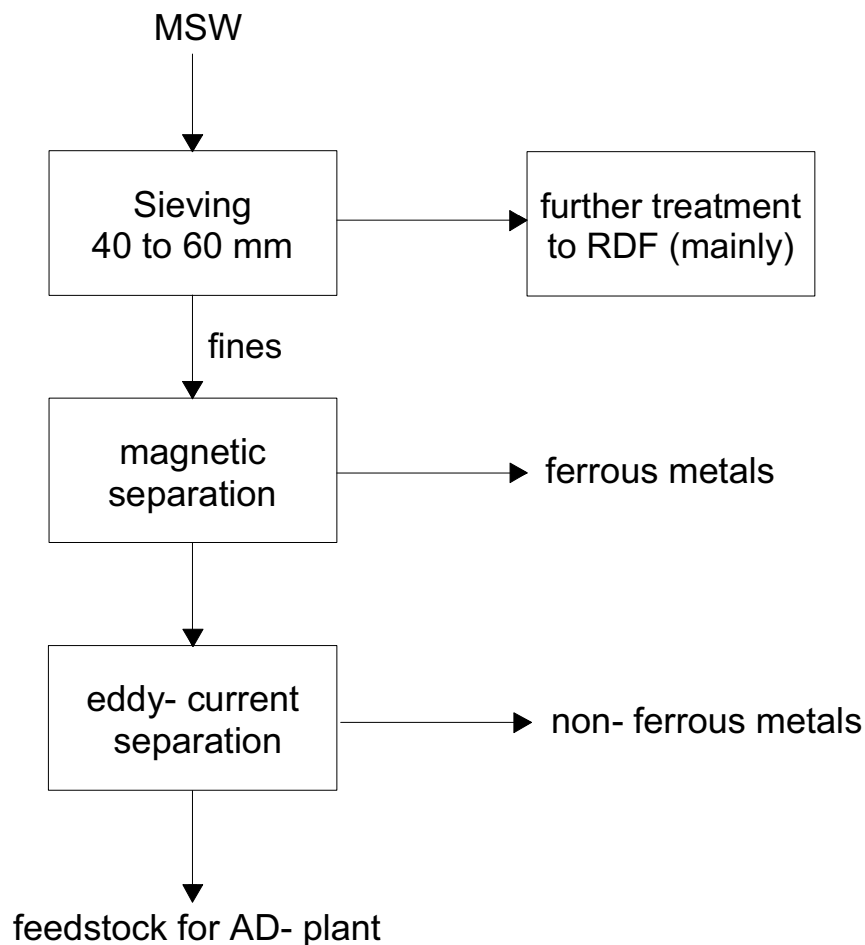 MSW
Sieving
40 to 60 mm
further treatment
to RDF (mainly)
fines
magnetic
separation
ferrous metals
eddy- current
separation
non- ferrous metals
feedstock for AD- plant